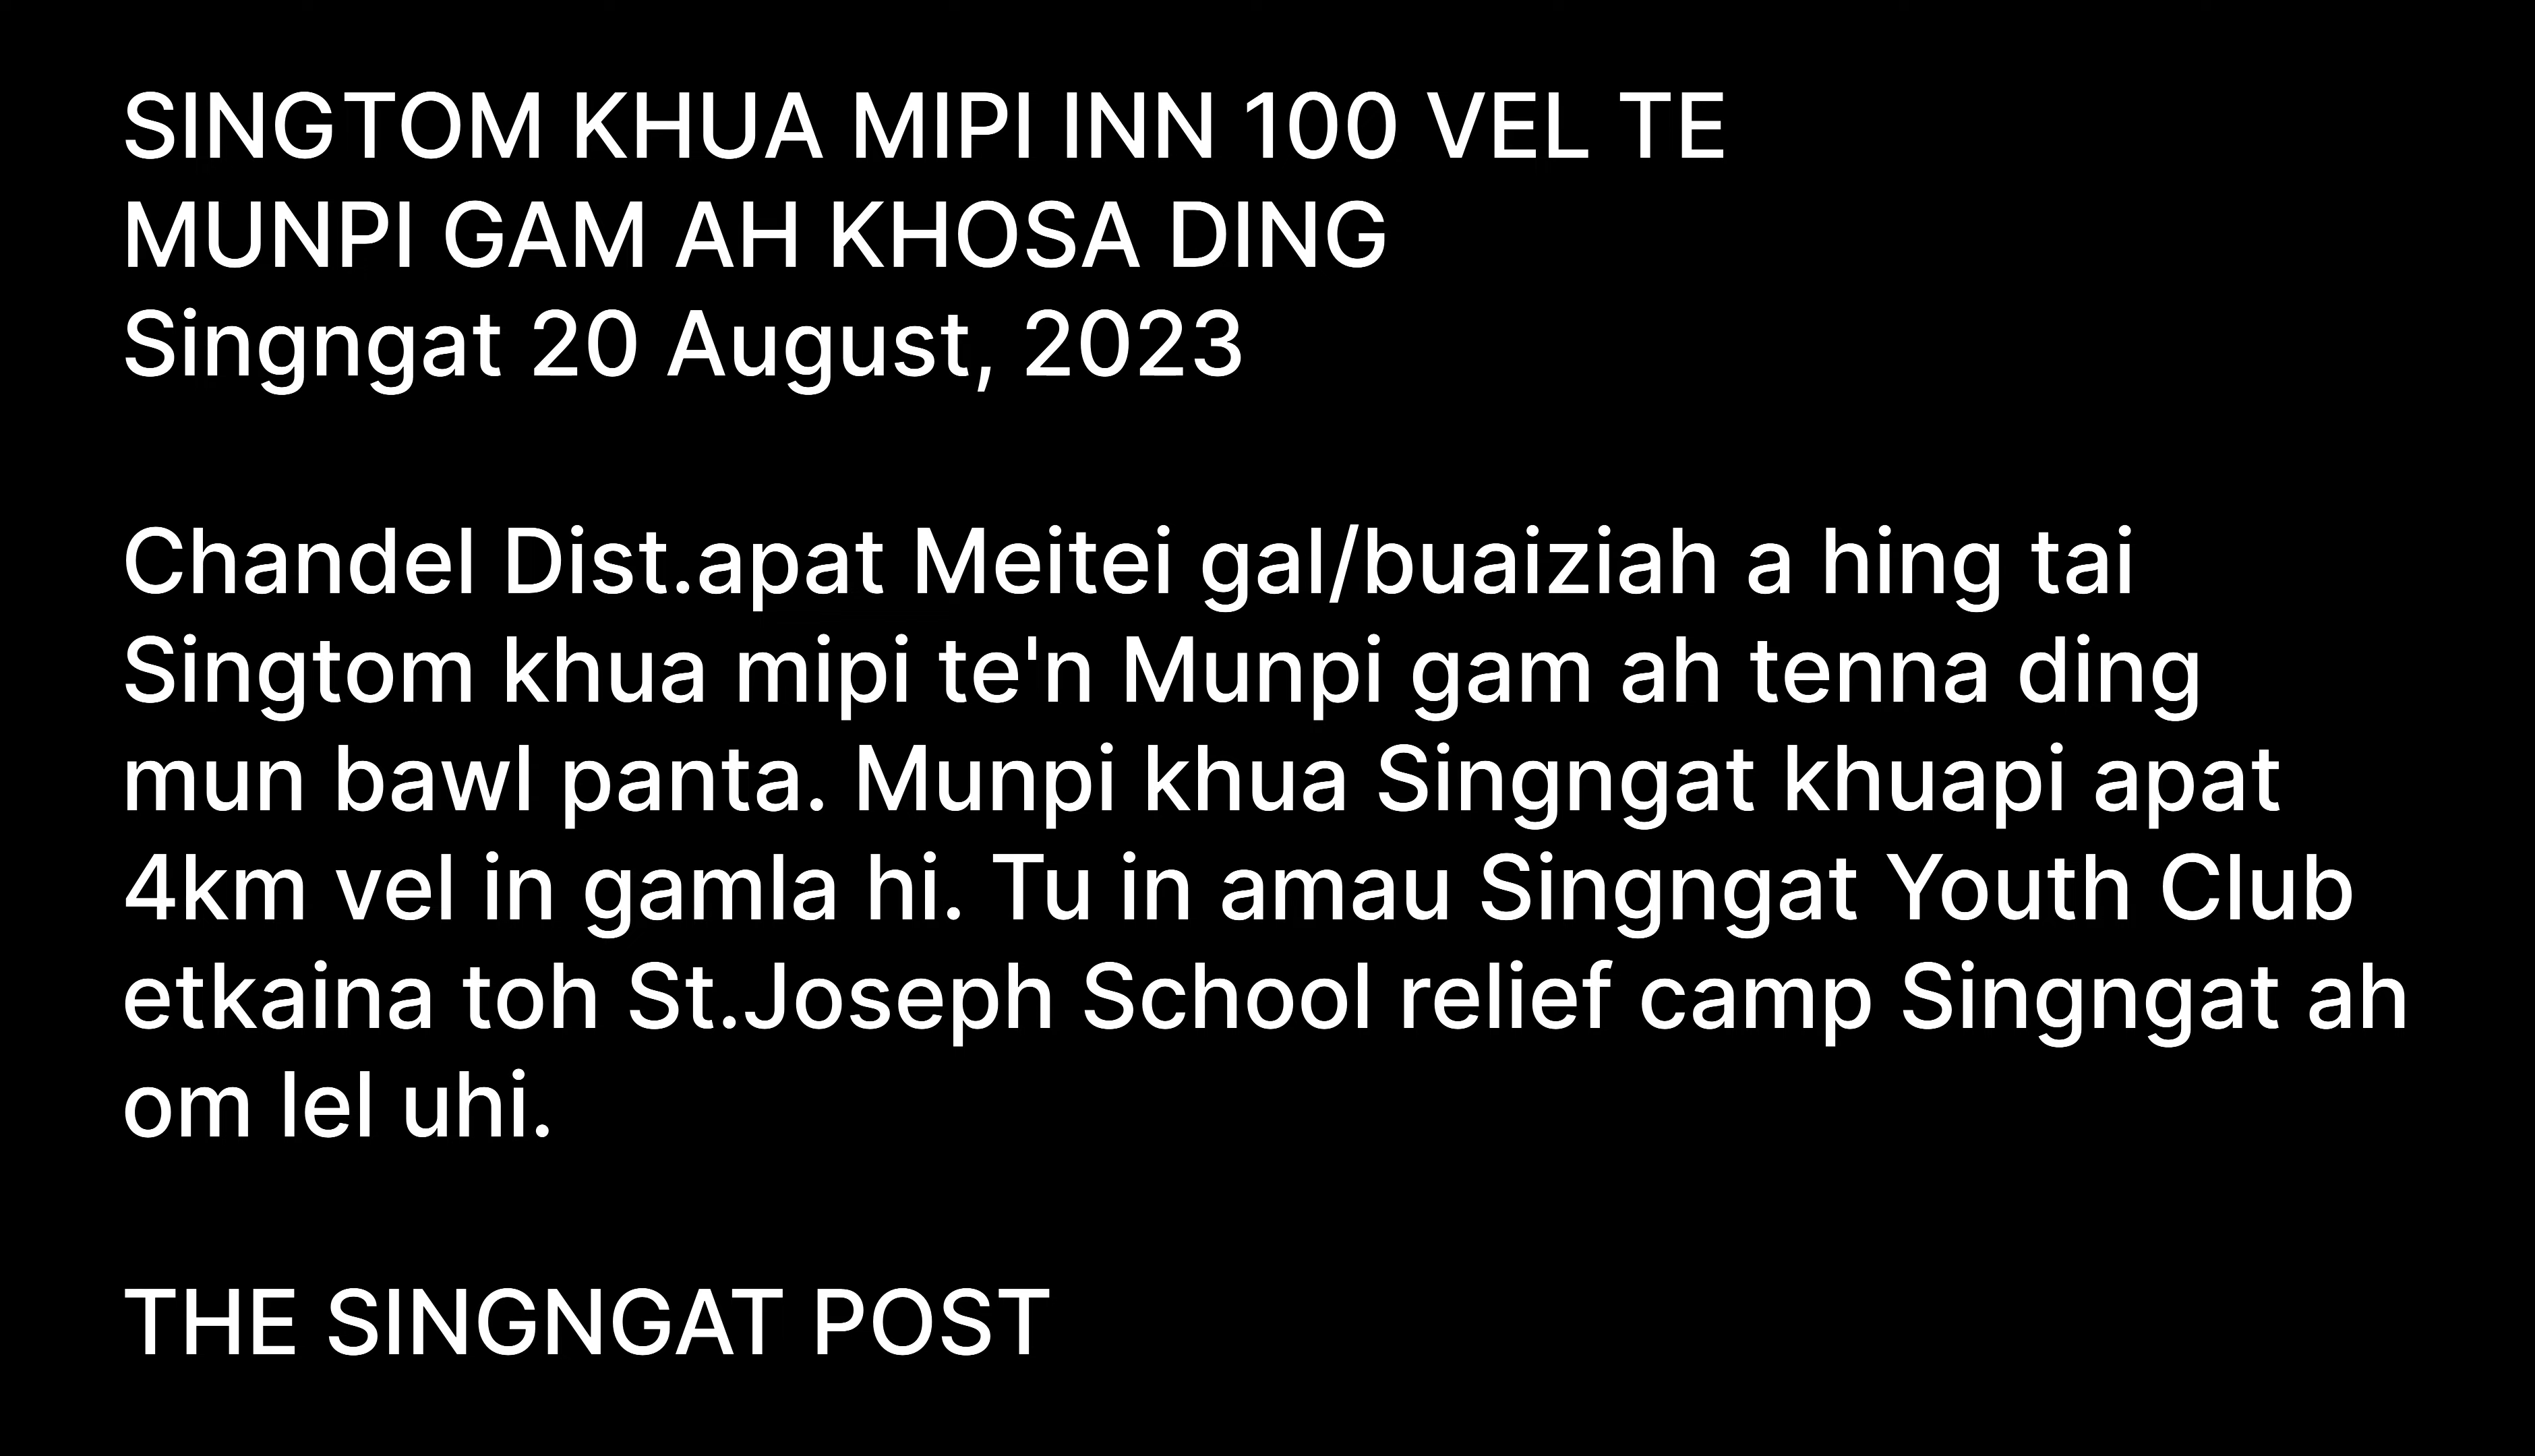 SINGTOM KHUA MIPI INN 100 VEL TE
MUNPI GAM AH KHOSA DING
Singngat 20 August, 2023
Chandel Dist.apat Meitei gal/buaiziah a hing tai
Singtom khua mipi te'n Munpi gam ah tenna ding
mun bawl panta. Munpi khua Singngat khuapi apat
4km vel in gamla hi. Tu in amau Singngat Youth Club
etkaina toh St.Joseph School relief camp Singngat ah
om lel uhi.
THE SINGNGAT POST